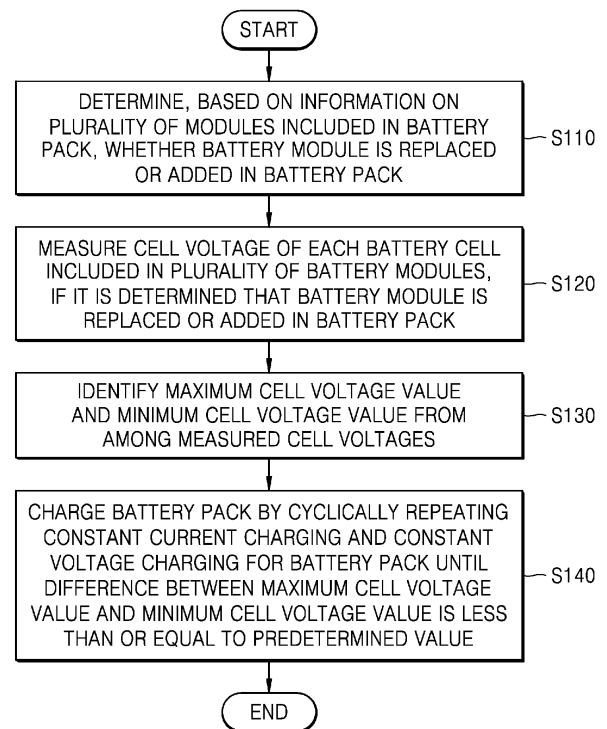 START
DETERMINE, BASED ON INFORMATION ON
PLURALITY OF MODULES INCLUDED IN BATTERY
PACK, WHETHER BATTERY MODULE IS REPLACED
OR ADDED IN BATTERY PACK
S110
MEASURE CELL VOLTAGE OF EACH BATTERY CELL
INCLUDED IN PLURALITY OF BATTERY MODULES,
IF IT IS DETERMINED THAT BATTERY MODULE IS
REPLACED OR ADDED IN BATTERY PACK
S120
IDENTIFY MAXIMUM CELL VOLTAGE VALUE
AND MINIMUM CELL VOLTAGE VALUE FROM
AMONG MEASURED CELL VOLTAGES
S130
CHARGE BATTERY PACK BY CYCLICALLY REPEATING
CONSTANT CURRENT CHARGING AND CONSTANT
VOLTAGE CHARGING FOR BATTERY PACK UNTIL
DIFFERENCE BETWEEN MAXIMUM CELL VOLTAGE
VALUE AND MINIMUM CELL VOLTAGE VALUE IS LESS
THAN OR EQUAL TO PREDETERMINED VALUE
S140
END